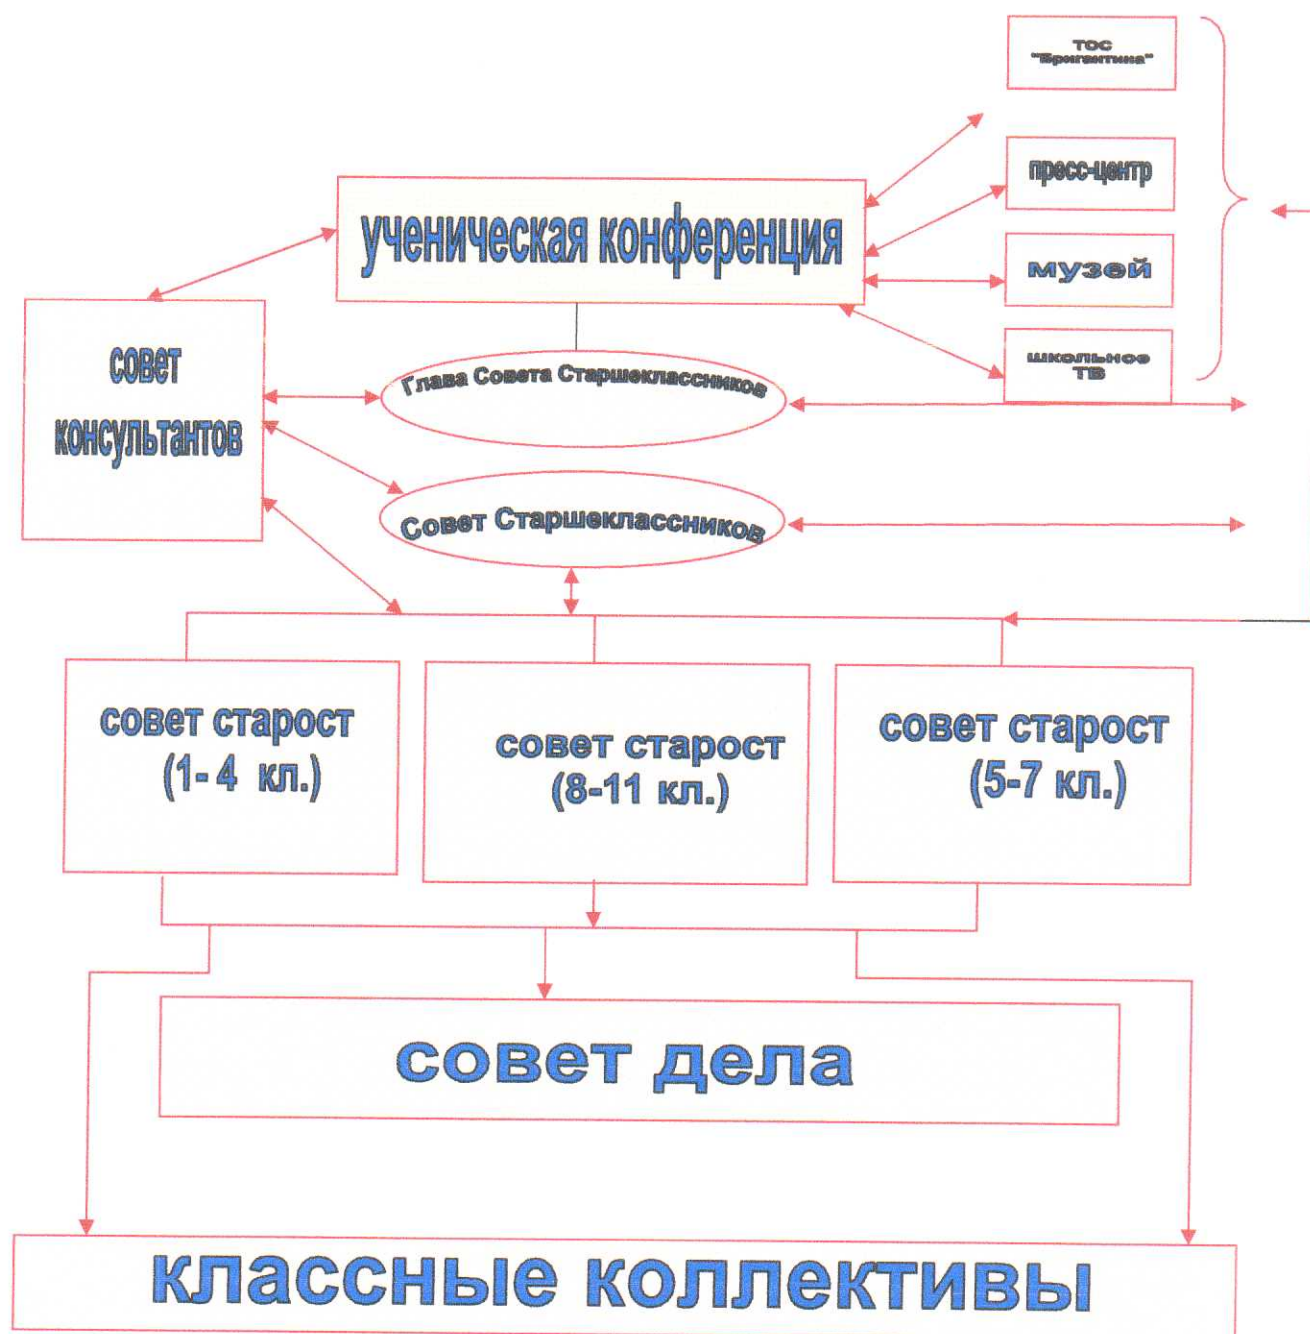 ТОС
"Бригантина"
пресс-центр
музей
школьное
ТВ
ученическая конференция
совет
консультантов
Глава Совета Старшеклассников
Совет Старшеклассников
совет старост
(1- 4 кл.)
совет старост
(8-11 кл.)
совет старост
(5-7 кл.)
совет дела
классные коллективы